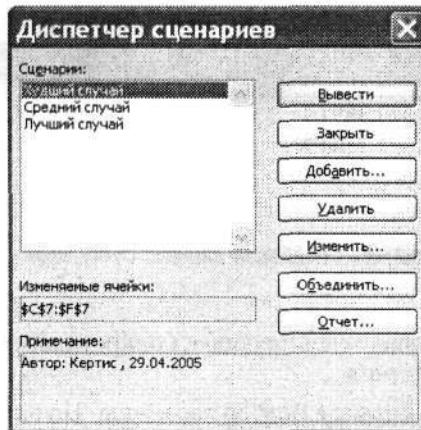 Диспетчер сценариев
Сценарии:
Худший случай
Средний случай
Лучший случай
Вывести
Закрыть
Добавить...
Удалить
Изменить...
Объединить...
Отчет...
Изменяемые ячейки:
$C$7:$F$7
Примечание:
Автор: Кертис , 29.04.2005